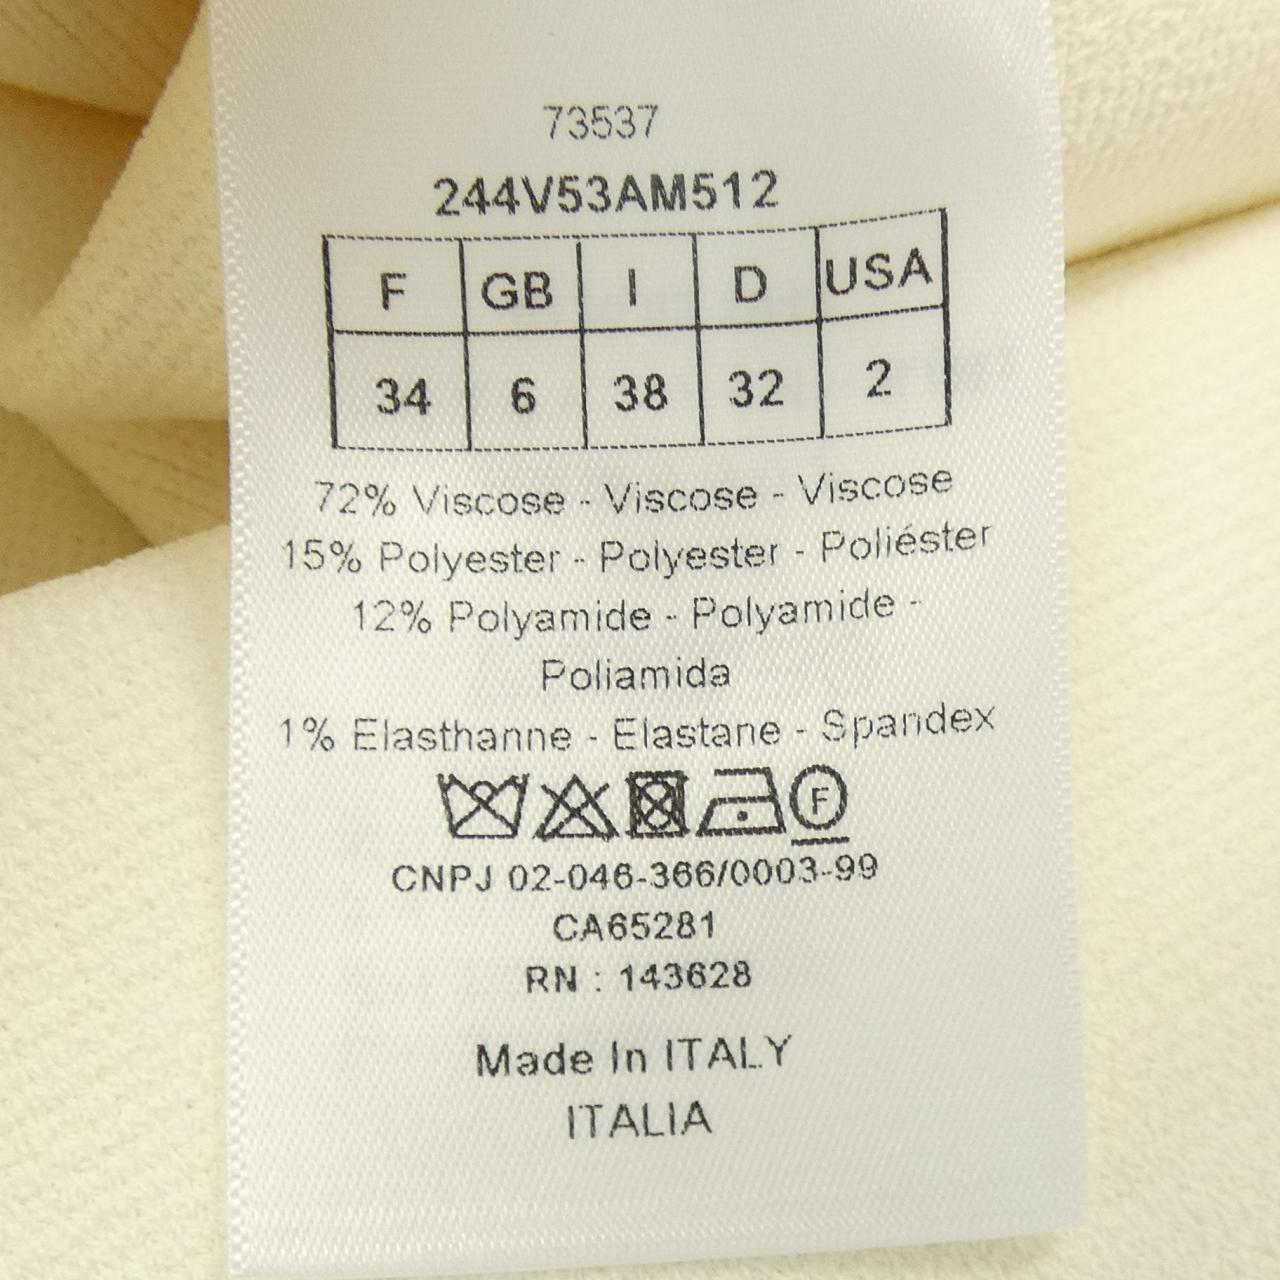 73537
244V53AM512
F GB I D USA
34 6 38 32 2
72% Viscose - Viscose - Viscose
15% Polyester - Polyester - Poliéster
12% Polyamide - Polyamide -
Poliamida
1% Elasthanne - Elastane - Spandex
F
CNPJ 02-046-366/0003-99
CA65281
RN : 143628
Made In ITALY
ITALIA